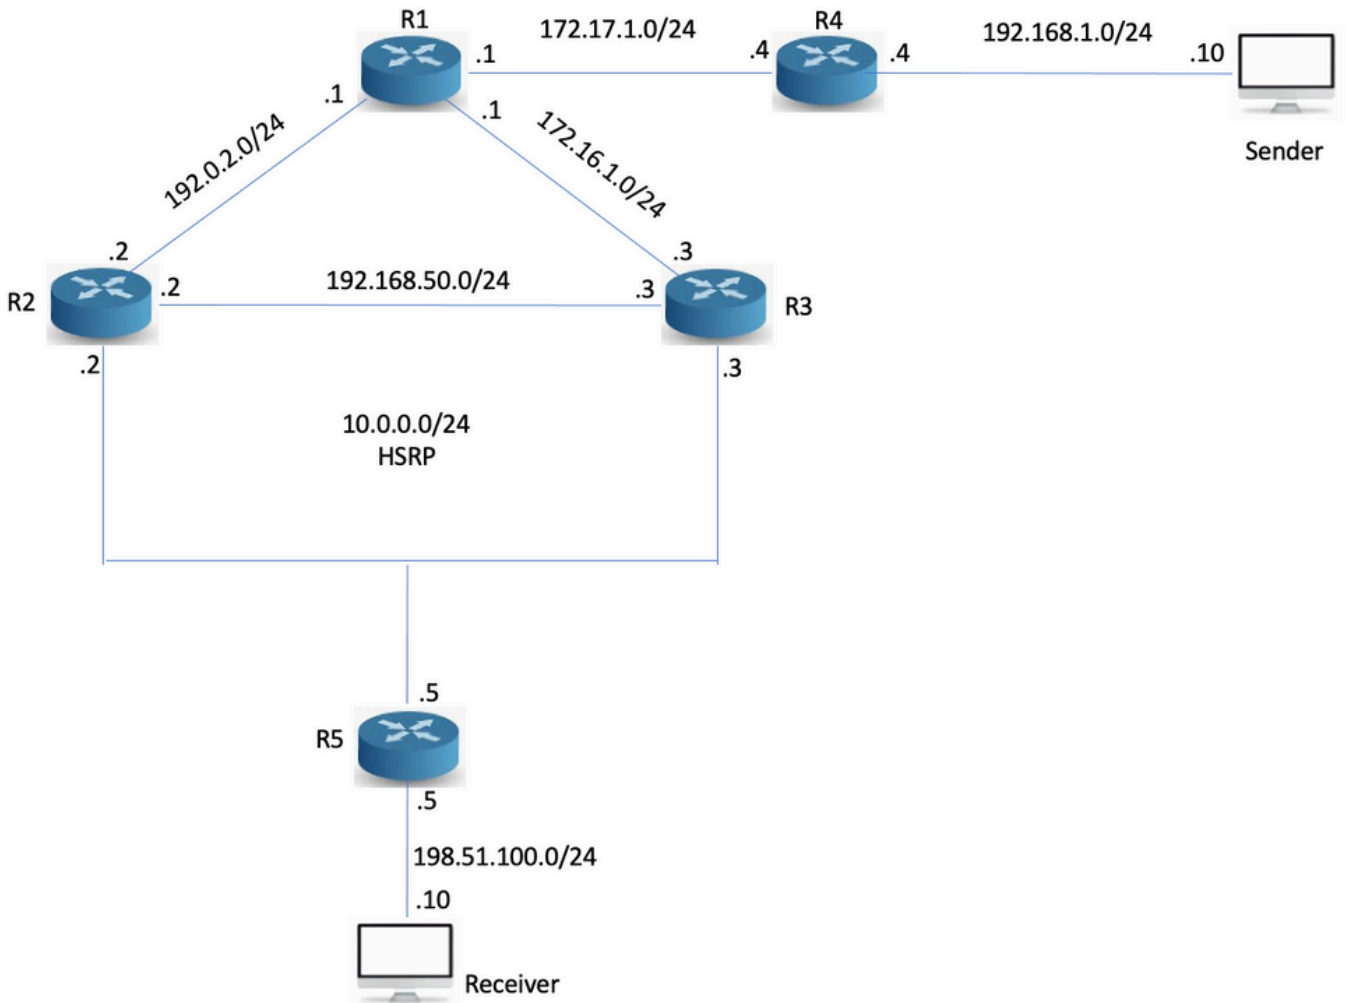 R1
172.17.1.0/24
R4
192.168.1.0/24
.1
.4
.4
.10
.1
.1
192.0.2.0/24
172.16.1.0/24
Sender
.2
.3
R2
.2
192.168.50.0/24
.3
R3
.2
.3
10.0.0.0/24
HSRP
.5
R5
.5
198.51.100.0/24
.10
Receiver